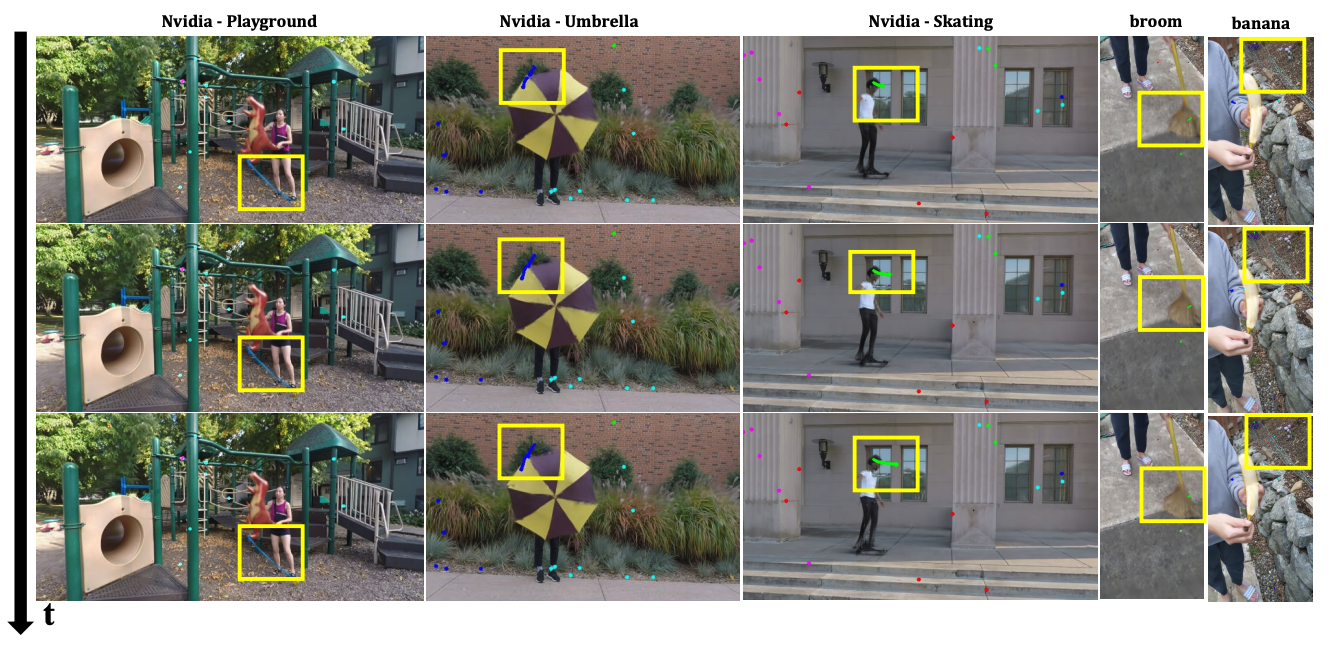 Nvidia - Playground
Nvidia - Umbrella
Nvidia - Skating
broom
banana
t